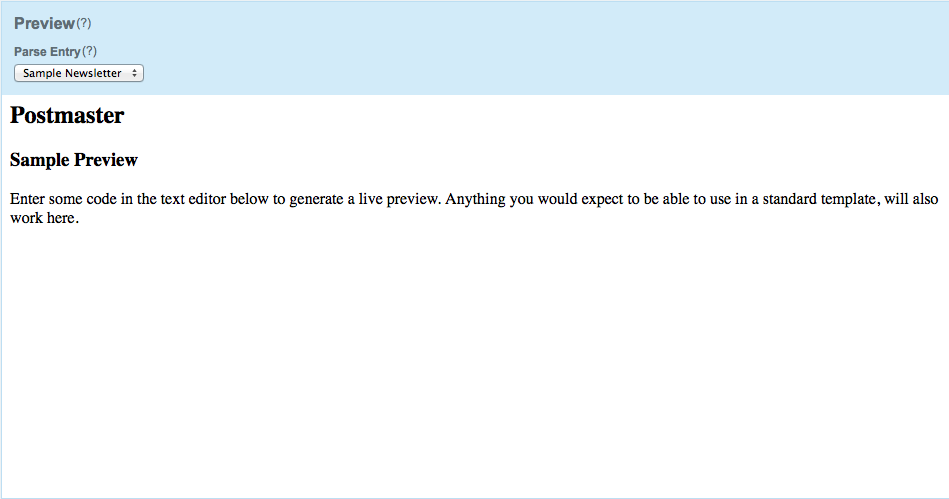 Preview(?)
Parse Entry(?)
Sample Newsletter
Postmaster
Sample Preview
Enter some code in the text editor below to generate a live preview. Anything you would expect to be able to use in a standard template, will also
work here.